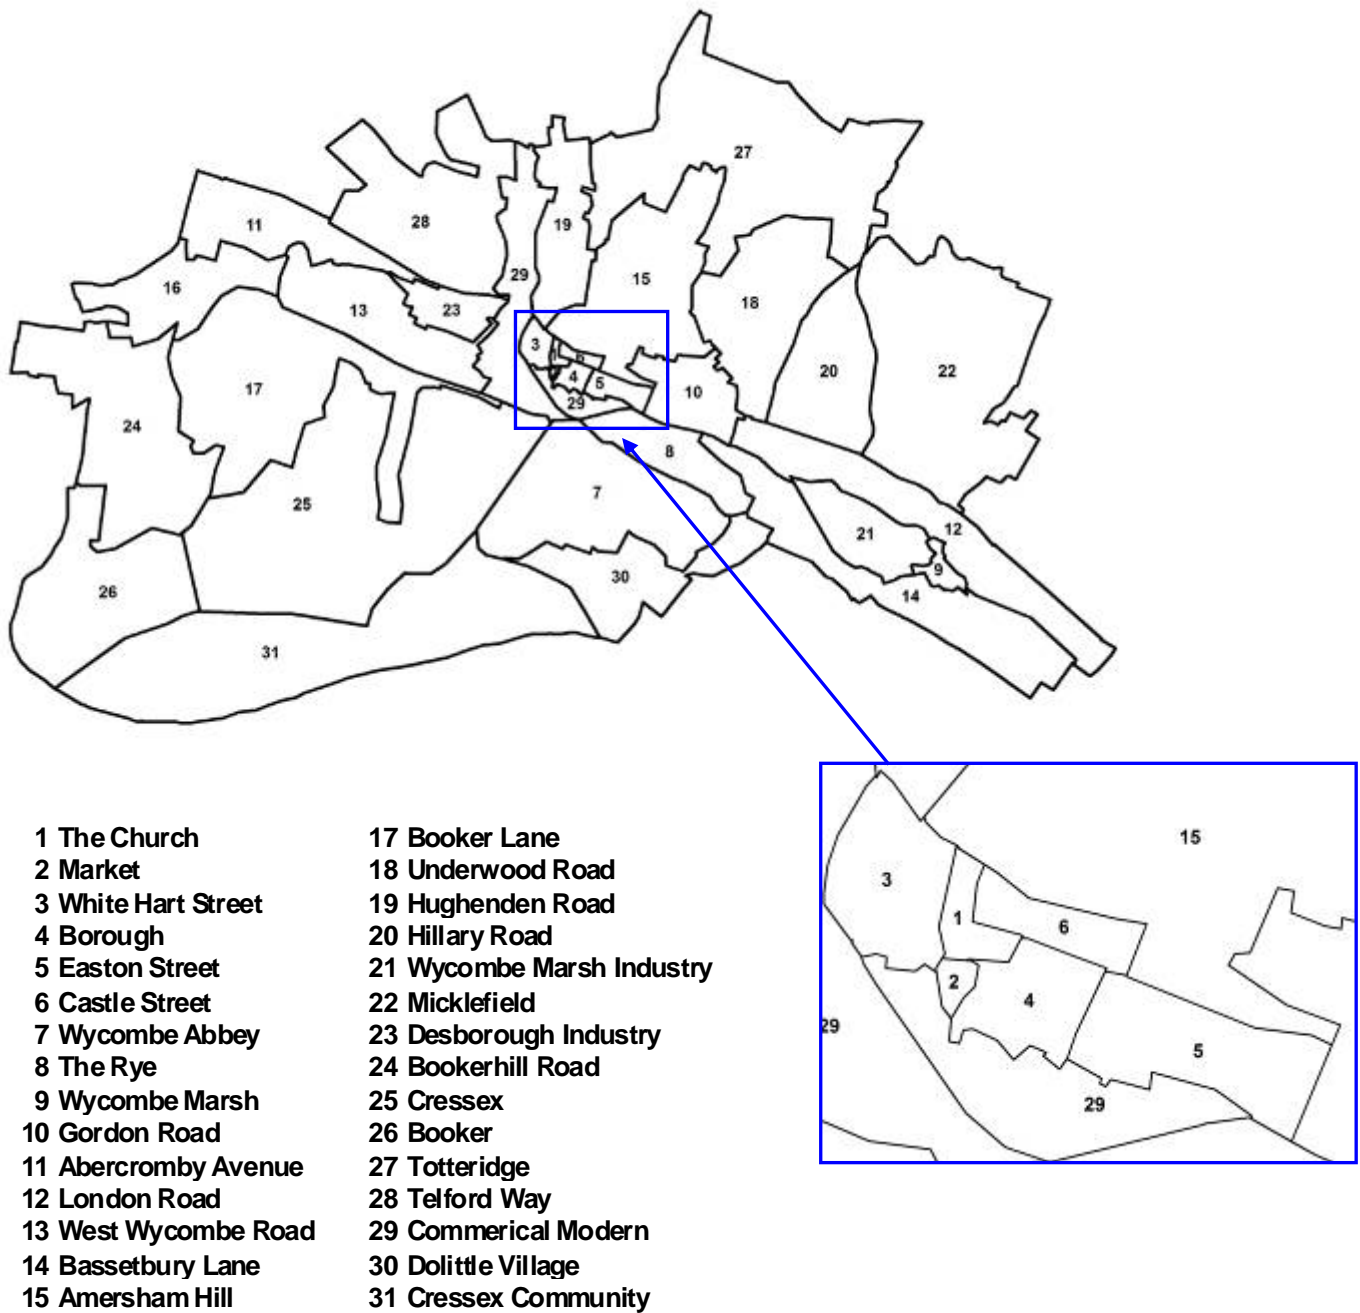 27
11
28
19
29
16
15
13
23
18
3
6
4
5
20
22
17
10
29
24
8
25
7
21
12
9
26
30
14
31
15
3
1
6
2
4
29
5
29
1 The Church
2 Market
3 White Hart Street
4 Borough
5 Easton Street
6 Castle Street
7 Wycombe Abbey
8 The Rye
9 Wycombe Marsh
10 Gordon Road
11 Abercromby Avenue
12 London Road
13 West Wycombe Road
14 Bassetbury Lane
15 Amersham Hill
17 Booker Lane
18 Underwood Road
19 Hughenden Road
20 Hillary Road
21 Wycombe Marsh Industry
22 Micklefield
23 Desborough Industry
24 Bookerhill Road
25 Cressex
26 Booker
27 Totteridge
28 Telford Way
29 Commerical Modern
30 Dolittle Village
31 Cressex Community